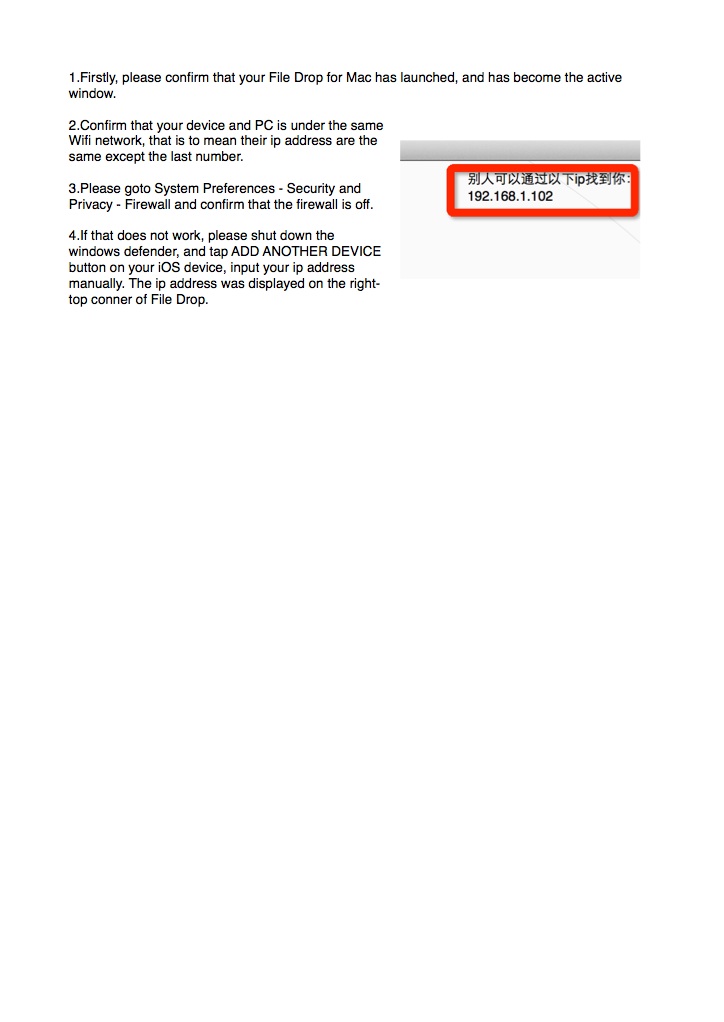 1.Firstly, please confirm that your File Drop for Mac has launched, and has become the active
window.
2.Confirm that your device and PC is under the same
Wifi network, that is to mean their ip address are the
same except the last number.
3.Please goto System Preferences - Security and
Privacy - Firewall and confirm that the firewall is off.
4.If that does not work, please shut down the
windows defender, and tap ADD ANOTHER DEVICE
button on your iOS device, input your ip address
manually. The ip address was displayed on the right-
top conner of File Drop.
别人可以通过以下ip找到你:
192.168.1.102